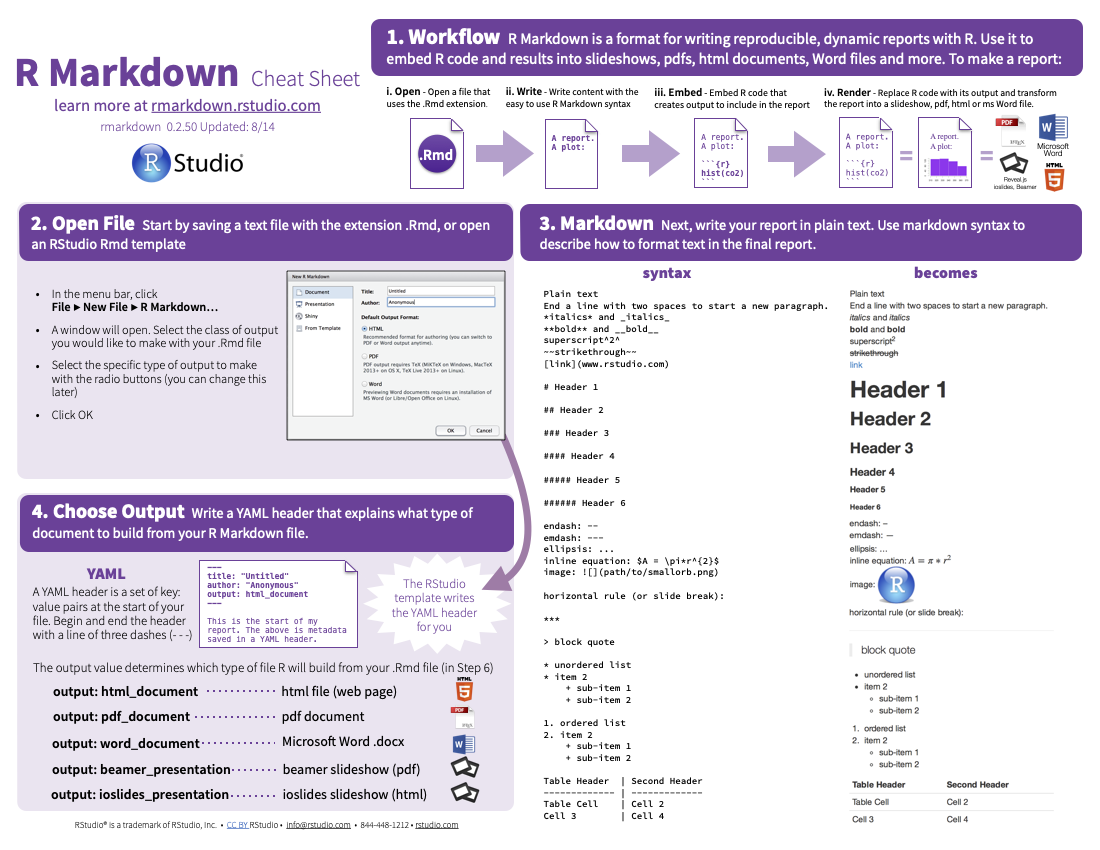 R Markdown Cheat Sheet
learn more at rmarkdown.rstudio.com
rmarkdown 0.2.50 Updated: 8/14
R Studio®
1. Workflow R Markdown is a format for writing reproducible, dynamic reports with R. Use it to
embed R code and results into slideshows, pdfs, html documents, Word files and more. To make a report:
i. Open - Open a file that
uses the .Rmd extension.
ii. Write - Write content with the
easy to use R Markdown syntax
iii. Embed - Embed R code that
creates output to include in the report
iv. Render - Replace R code with its output and transform
the report into a slideshow, pdf, html or ms Word file.
.Rmd
A report.
A plot:
A report.
A plot:
```{r}
hist(co2)
```
A report.
A plot:
```{r}
hist(co2)
```
=
A report.
A plot:
=
PDF
LATEX
W
Microsoft
Word
Reveal.js
ioslides, Beamer
HTML
5
2. Open File Start by saving a text file with the extension .Rmd, or open
an RStudio Rmd template
• In the menu bar, click
File ▸ New File ▸ R Markdown…
• A window will open. Select the class of output
you would like to make with your .Rmd file
• Select the specific type of output to make
with the radio buttons (you can change this
later)
• Click OK
New R Markdown
Document
Presentation
Shiny
From Template
Title: Untitled
Author: Anonymous
Default Output Format:
HTML
Recommended format for authoring (you can switch to
PDF or Word output anytime).
PDF
PDF output requires TeX (MiKTeX on Windows, MacTeX
2013+ on OS X, TeX Live 2013+ on Linux).
Word
Previewing Word documents requires an installation of
MS Word (or Libre/Open Office on Linux).
OK
Cancel
4. Choose Output Write a YAML header that explains what type of
document to build from your R Markdown file.
YAML
A YAML header is a set of key:
value pairs at the start of your
file. Begin and end the header
with a line of three dashes (- - -)
---
title: "Untitled"
author: "Anonymous"
output: html_document
---
This is the start of my
report. The above is metadata
saved in a YAML header.
The RStudio
template writes
the YAML header
for you
The output value determines which type of file R will build from your .Rmd file (in Step 6)
output: html_document ············ html file (web page)
HTML
5
output: pdf_document ············ pdf document
PDF
LATEX
output: word_document ············ Microsoft Word .docx
W
output: beamer_presentation ········ beamer slideshow (pdf)
output: ioslides_presentation ········ ioslides slideshow (html)
RStudio® is a trademark of RStudio, Inc. • CC BY RStudio • info@rstudio.com • 844-448-1212 • rstudio.com
3. Markdown Next, write your report in plain text. Use markdown syntax to
describe how to format text in the final report.
syntax
Plain text
End a line with two spaces to start a new paragraph.
*italics* and _italics_
**bold** and __bold__
superscript^2^
~~strikethrough~~
[link](www.rstudio.com)
# Header 1
## Header 2
### Header 3
#### Header 4
##### Header 5
###### Header 6
endash: --
emdash: ---
ellipsis: ...
inline equation: $A = \pi*r^{2}$
image: ![](path/to/smallorb.png)
horizontal rule (or slide break):
***
> block quote
* unordered list
* item 2
+ sub-item 1
+ sub-item 2
1. ordered list
2. item 2
+ sub-item 1
+ sub-item 2
Table Header | Second Header
------------- | -------------
Table Cell | Cell 2
Cell 3 | Cell 4
becomes
Plain text
End a line with two spaces to start a new paragraph.
italics and italics
bold and bold
superscript²
strikethrough
link
Header 1
Header 2
Header 3
Header 4
Header 5
Header 6
endash: –
emdash: —
ellipsis: …
inline equation: A = π * r²
image: R
horizontal rule (or slide break):
block quote
• unordered list
• item 2
◦ sub-item 1
◦ sub-item 2
1. ordered list
2. item 2
◦ sub-item 1
◦ sub-item 2
Table Header Second Header
Table Cell Cell 2
Cell 3 Cell 4